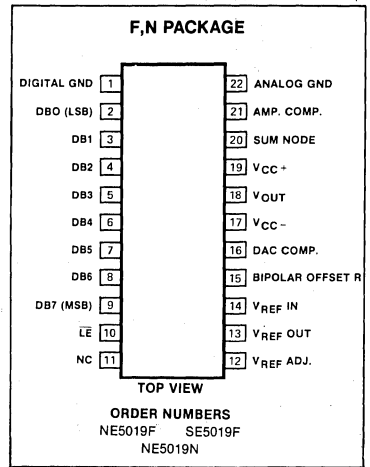 F,N PACKAGE
DIGITAL GND 1
22 ANALOG GND
DBO (LSB) 2
21 AMP. COMP.
DB1 3
20 SUM NODE
DB2 4
19 VCC +
DB3 5
18 VOUT
DB4 6
17 VCC –
DB5 7
16 DAC COMP.
DB6 8
15 BIPOLAR OFFSET R
DB7 (MSB) 9
14 VREF IN
LE 10
13 VREF OUT
NC 11
12 VREF ADJ.
TOP VIEW
ORDER NUMBERS
NE5019F SE5019F
NE5019N